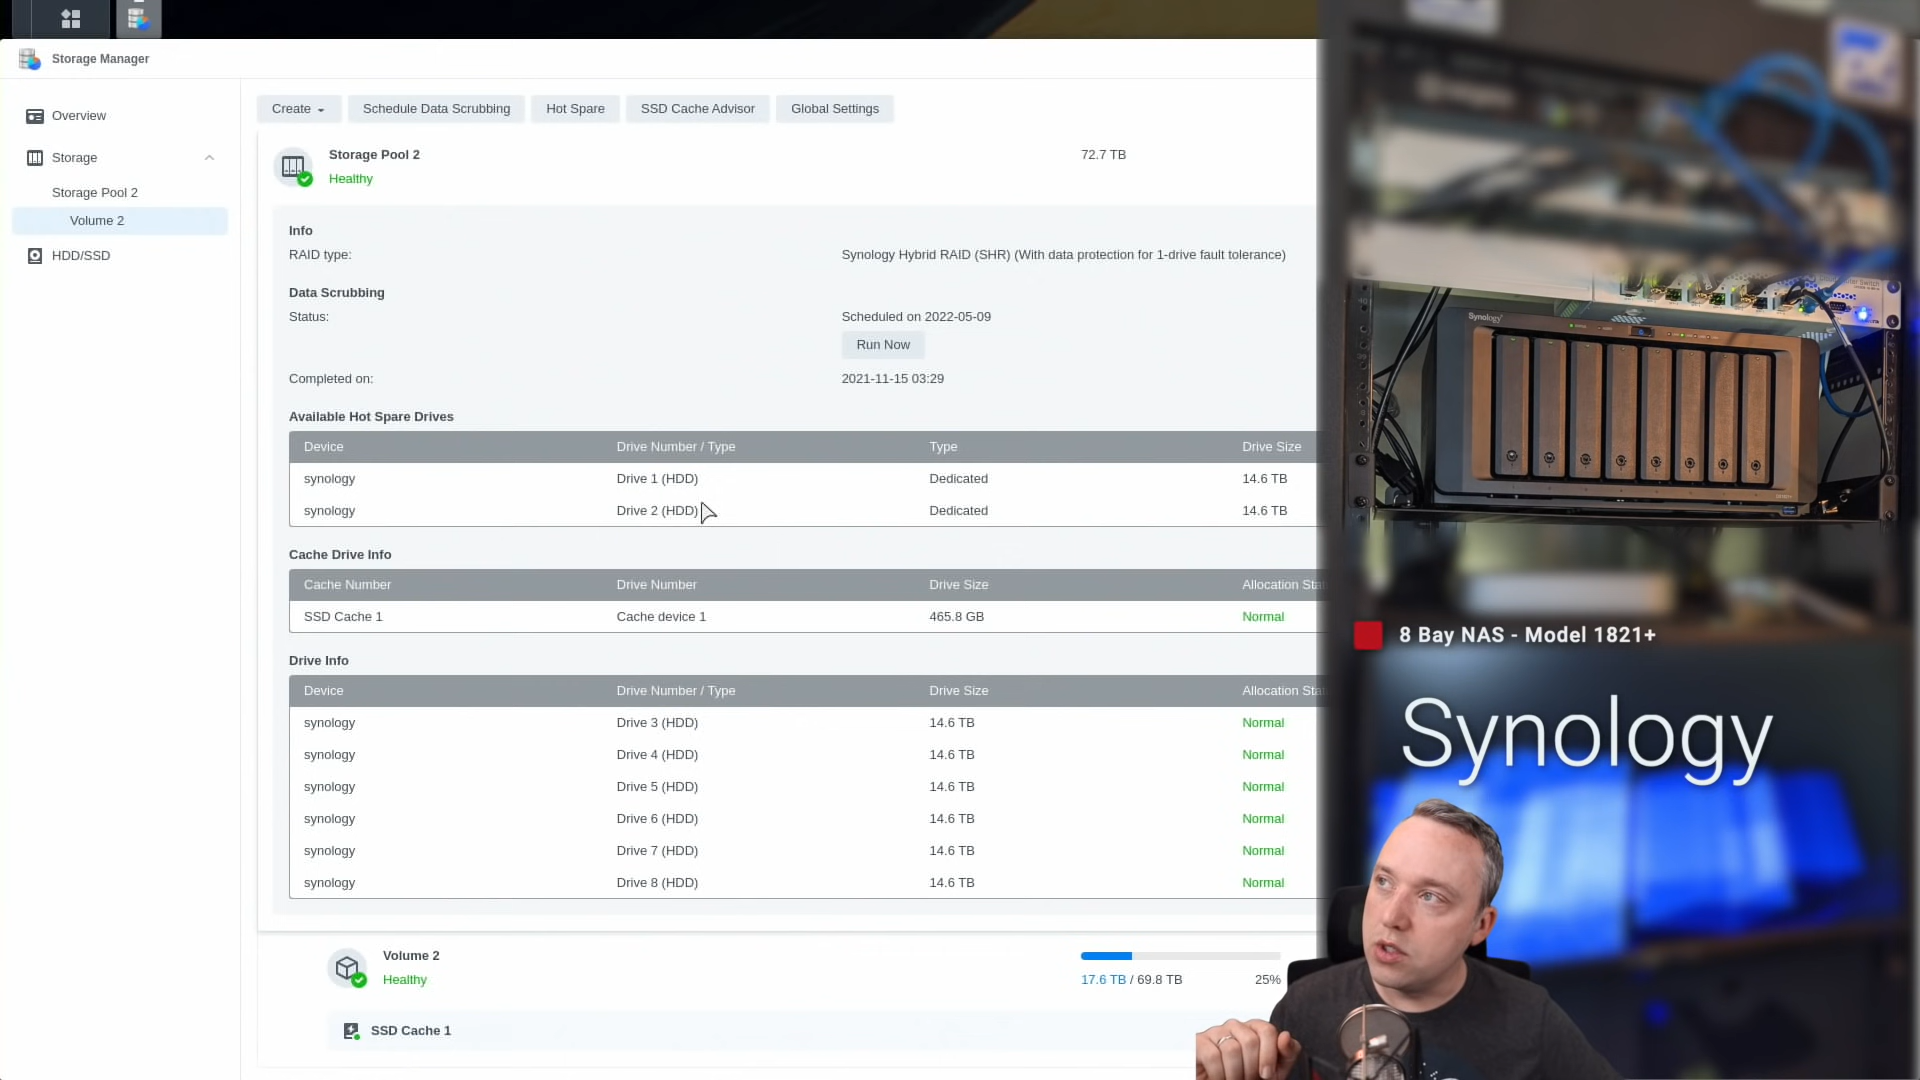 Storage Manager
Overview
Storage
Storage Pool 2
Volume 2
HDD/SSD
Create
Schedule Data Scrubbing
Hot Spare
SSD Cache Advisor
Global Settings
Storage Pool 2
72.7 TB
Healthy
Info
RAID type:
Synology Hybrid RAID (SHR) (With data protection for 1-drive fault tolerance)
Data Scrubbing
Status:
Scheduled on 2022-05-09
Run Now
Completed on:
2021-11-15 03:29
Available Hot Spare Drives
Device Drive Number / Type Type Drive Size
synology Drive 1 (HDD) Dedicated 14.6 TB
synology Drive 2 (HDD) Dedicated 14.6 TB
Cache Drive Info
Cache Number Drive Number Drive Size Allocation Stat
SSD Cache 1 Cache device 1 465.8 GB Normal
Drive Info
Device Drive Number / Type Drive Size Allocation Stat
synology Drive 3 (HDD) 14.6 TB Normal
synology Drive 4 (HDD) 14.6 TB Normal
synology Drive 5 (HDD) 14.6 TB Normal
synology Drive 6 (HDD) 14.6 TB Normal
synology Drive 7 (HDD) 14.6 TB Normal
synology Drive 8 (HDD) 14.6 TB Normal
Volume 2
Healthy
17.6 TB / 69.8 TB 25%
SSD Cache 1
Synology
8 Bay NAS - Model 1821+
Synology